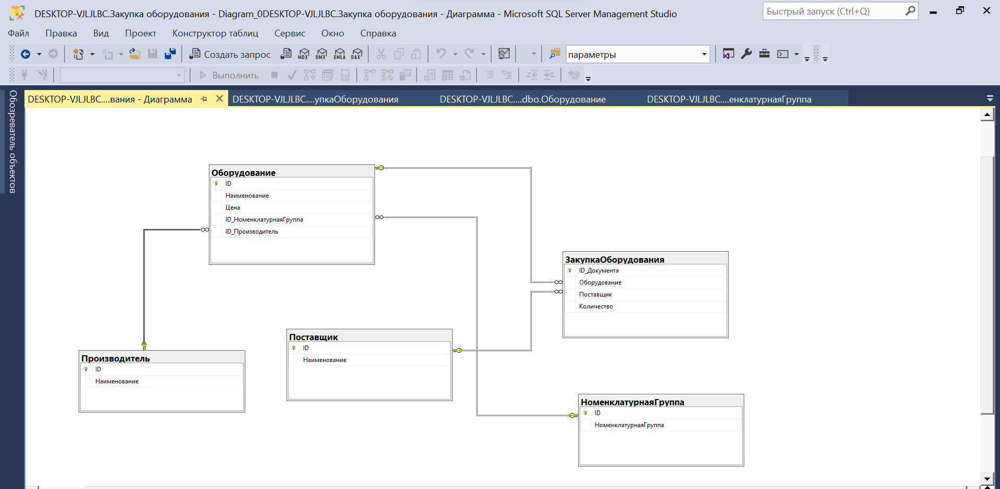 DESKTOP-VJLJLBC.Закупка оборудования - Diagram_0DESKTOP-VJLJLBC.Закупка оборудования - Диаграмма - Microsoft SQL Server Management Studio
Быстрый запуск (Ctrl+Q)
Файл Правка Вид Проект Конструктор таблиц Сервис Окно Справка
Создать запрос MDX DMX XMLA DAX параметры
Выполнить
Обозреватель объектов
DESKTOP-VJLJLBC....вания - Диаграмма DESKTOP-VJLJLBC....упкаОборудования DESKTOP-VJLJLBC....dbo.Оборудование DESKTOP-VJLJLBC....енклатурнаяГруппа
Оборудование
ID
Наименование
Цена
ID_НоменклатурнаяГруппа
ID_Производитель
ЗакупкаОборудования
ID_Документа
Оборудование
Поставщик
Количество
Поставщик
ID
Наименование
Производитель
ID
Наименование
НоменклатурнаяГруппа
ID
НоменклатурнаяГруппа